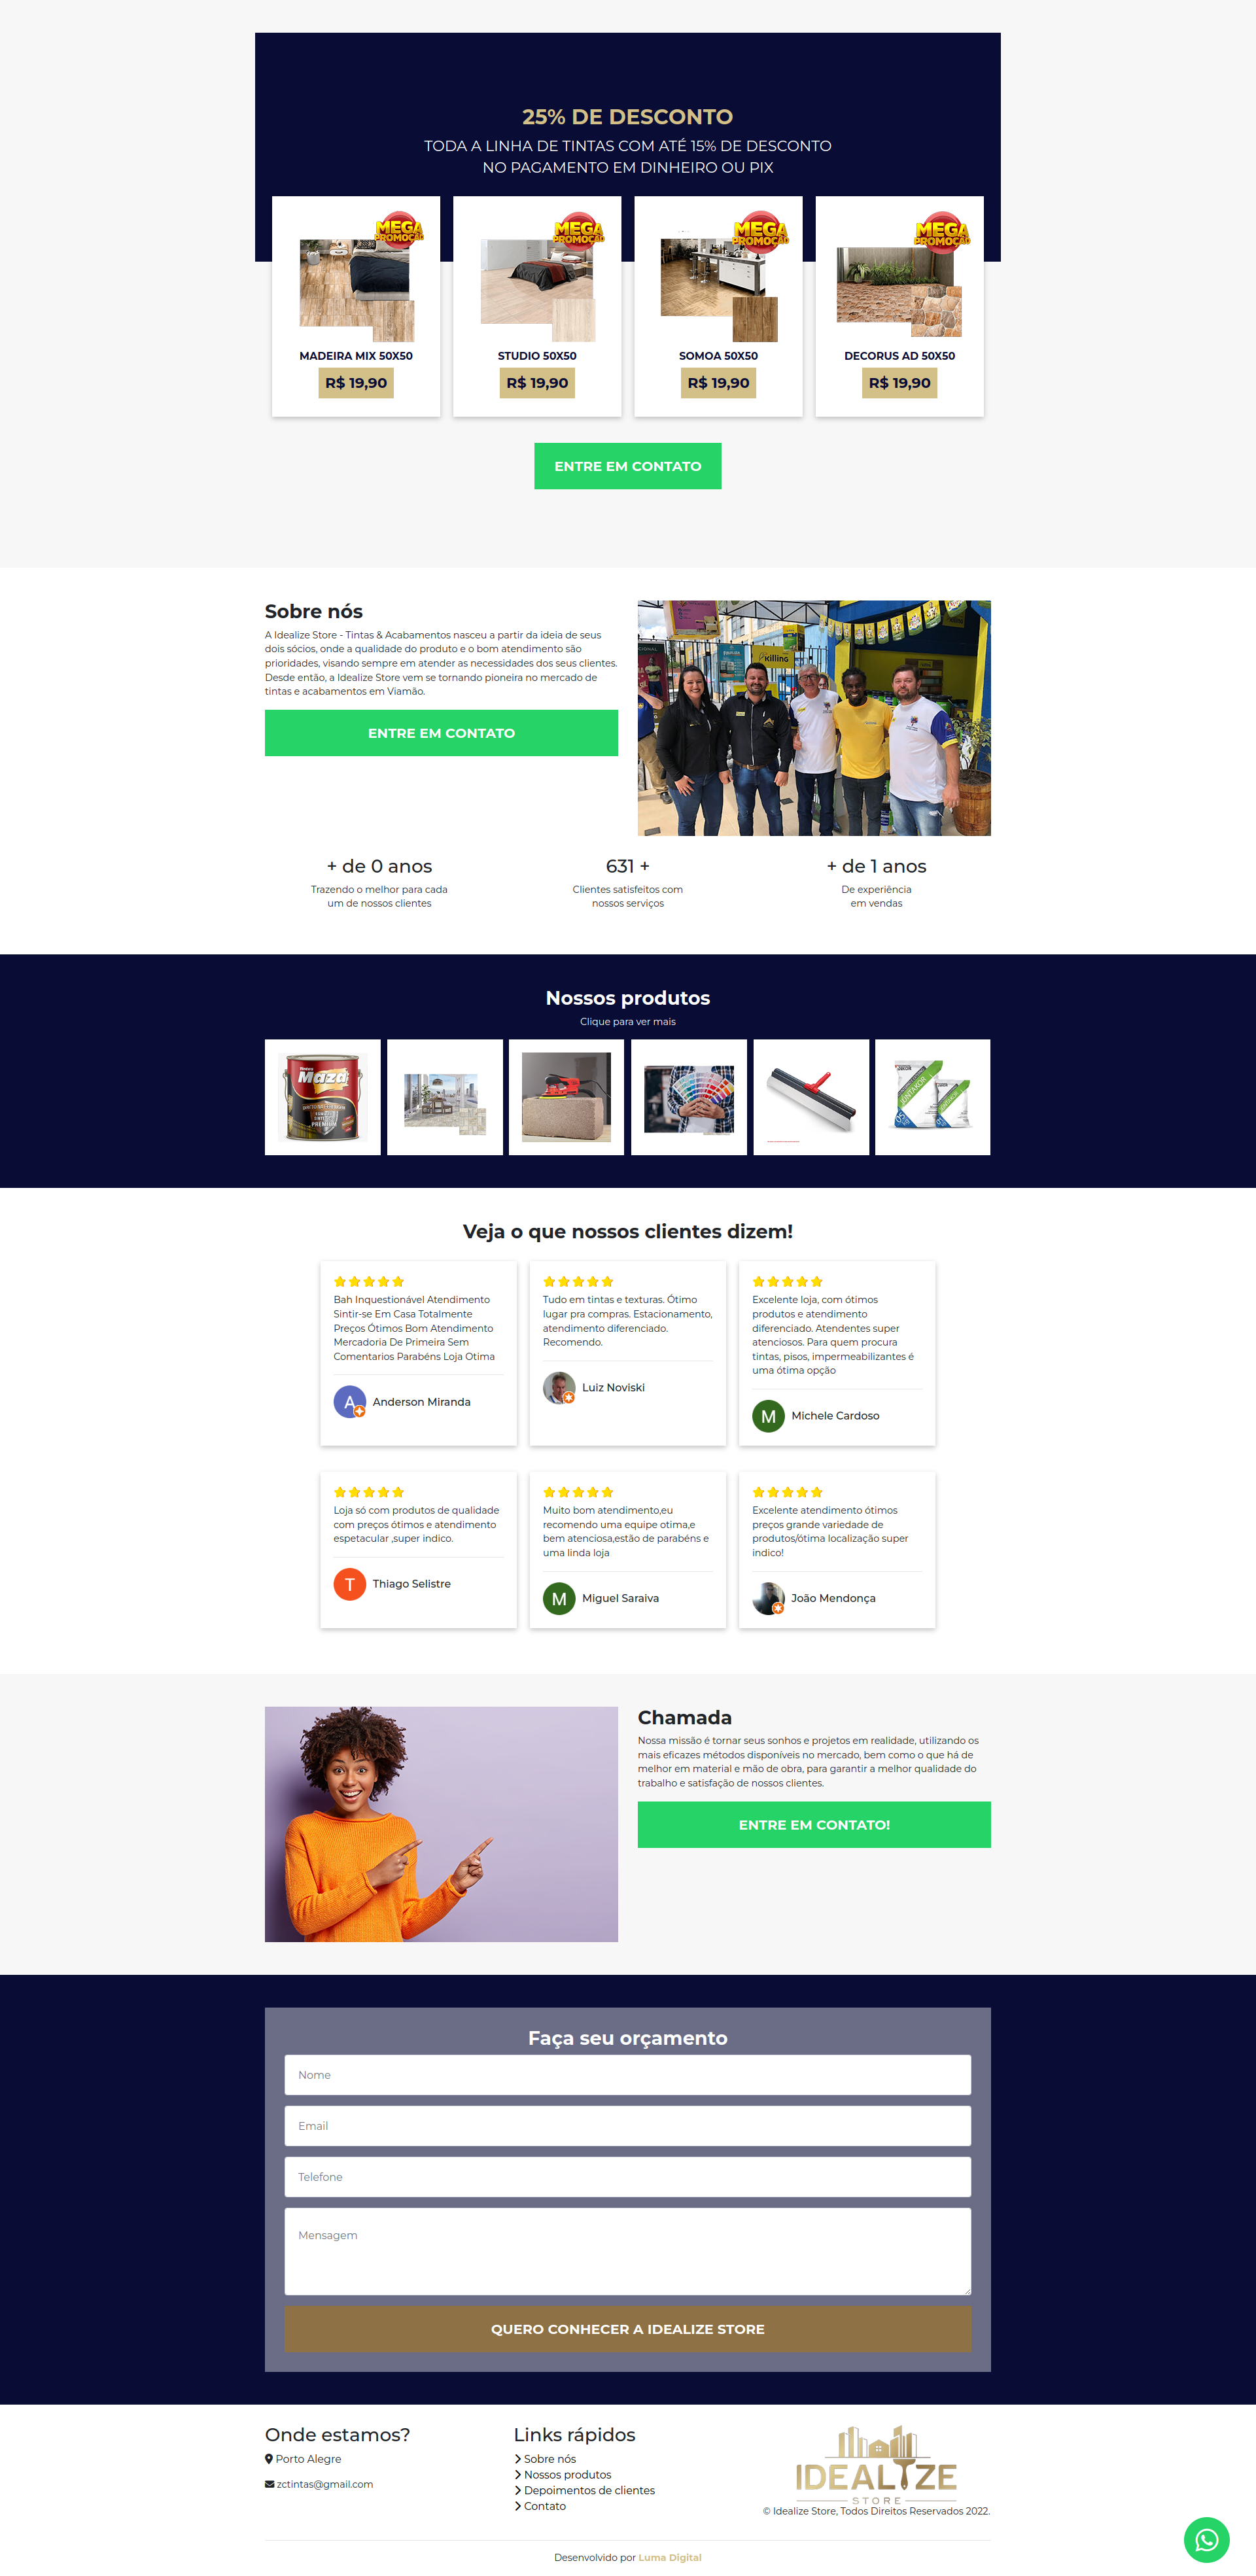 25% DE DESCONTO
TODA A LINHA DE TINTAS COM ATÉ 15% DE DESCONTO
NO PAGAMENTO EM DINHEIRO OU PIX
MEGA
PROMOÇÃO
MEGA
PROMOÇÃO
MEGA
PROMOÇÃO
MEGA
PROMOÇÃO
MADEIRA MIX 50X50
R$ 19,90
STUDIO 50X50
R$ 19,90
SOMOA 50X50
R$ 19,90
DECORUS AD 50X50
R$ 19,90
ENTRE EM CONTATO
Sobre nós
A Idealize Store - Tintas & Acabamentos nasceu a partir da ideia de seus
dois sócios, onde a qualidade do produto e o bom atendimento são
prioridades, visando sempre em atender as necessidades dos seus clientes.
Desde então, a Idealize Store vem se tornando pioneira no mercado de
tintas e acabamentos em Viamão.
ENTRE EM CONTATO
killing
+ de 0 anos
Trazendo o melhor para cada
um de nossos clientes
631 +
Clientes satisfeitos com
nossos serviços
+ de 1 anos
De experiência
em vendas
Nossos produtos
Clique para ver mais
Maza
PREMIUM
Veja o que nossos clientes dizem!
Bah Inquestionável Atendimento
Sintir-se Em Casa Totalmente
Preços Ótimos Bom Atendimento
Mercadoria De Primeira Sem
Comentarios Parabéns Loja Otima
A
Anderson Miranda
Tudo em tintas e texturas. Ótimo
lugar pra compras. Estacionamento,
atendimento diferenciado.
Recomendo.
Luiz Noviski
Excelente loja, com ótimos
produtos e atendimento
diferenciado. Atendentes super
atenciosos. Para quem procura
tintas, pisos, impermeabilizantes é
uma ótima opção
M
Michele Cardoso
Loja só com produtos de qualidade
com preços ótimos e atendimento
espetacular ,super indico.
T
Thiago Selistre
Muito bom atendimento,eu
recomendo uma equipe otima,e
bem atenciosa,estão de parabéns e
uma linda loja
M
Miguel Saraiva
Excelente atendimento ótimos
preços grande variedade de
produtos/ótima localização super
indico!
João Mendonça
Chamada
Nossa missão é tornar seus sonhos e projetos em realidade, utilizando os
mais eficazes métodos disponíveis no mercado, bem como o que há de
melhor em material e mão de obra, para garantir a melhor qualidade do
trabalho e satisfação de nossos clientes.
ENTRE EM CONTATO!
Faça seu orçamento
Nome
Email
Telefone
Mensagem
QUERO CONHECER A IDEALIZE STORE
Onde estamos?
Porto Alegre
zctintas@gmail.com
Links rápidos
Sobre nós
Nossos produtos
Depoimentos de clientes
Contato
IDEALIZE
STORE
© Idealize Store, Todos Direitos Reservados 2022.
Desenvolvido por Luma Digital